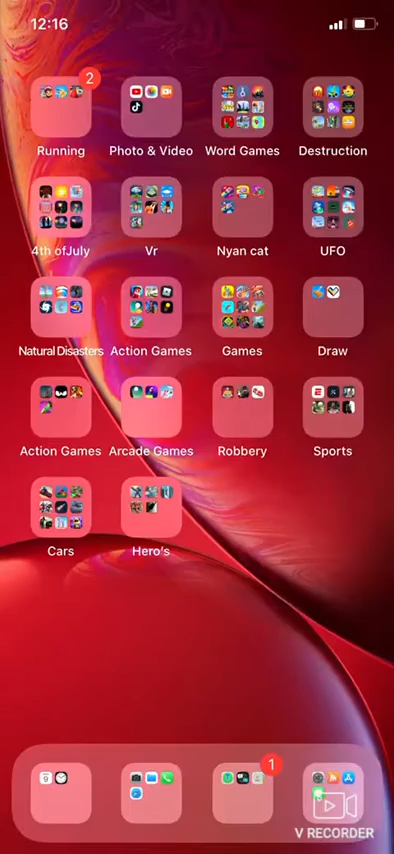 12:16
2
Running
Photo & Video
Word Games
Destruction
4th ofJuly
Vr
Nyan cat
UFO
Natural Disasters
Action Games
Games
Draw
Action Games
Arcade Games
Robbery
Sports
Cars
Hero's
1
9
V RECORDER